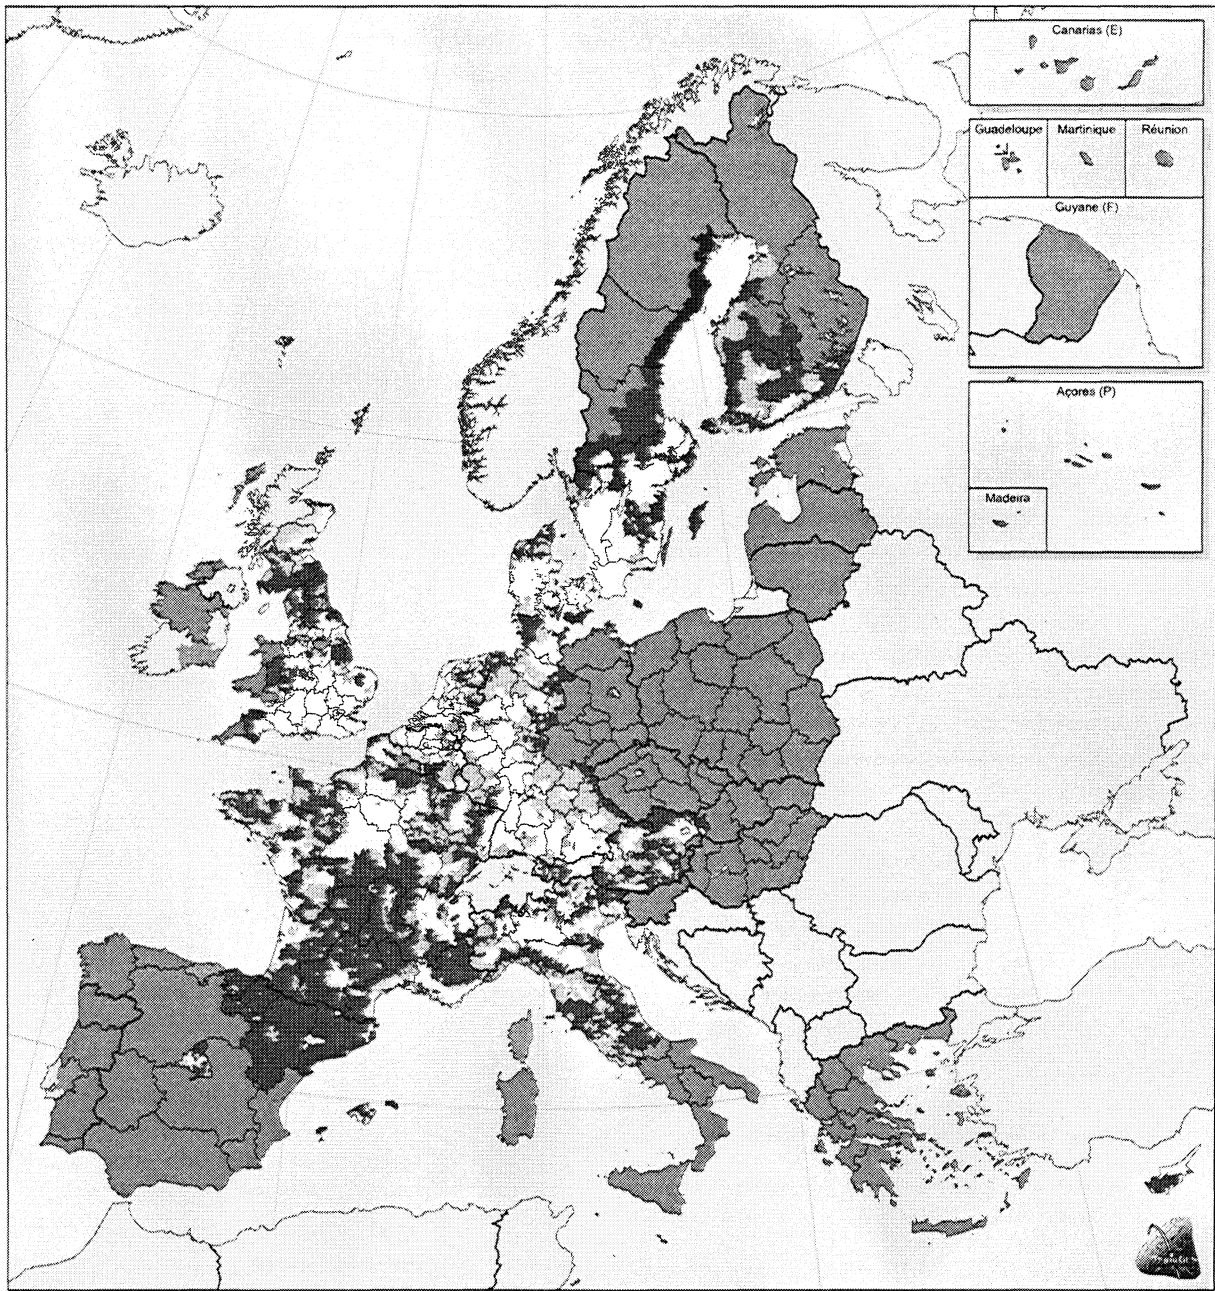 Canarias (E)
Guadeloupe
Martinique
Réunion
Guyane (F)
Açores (P)
Madeira